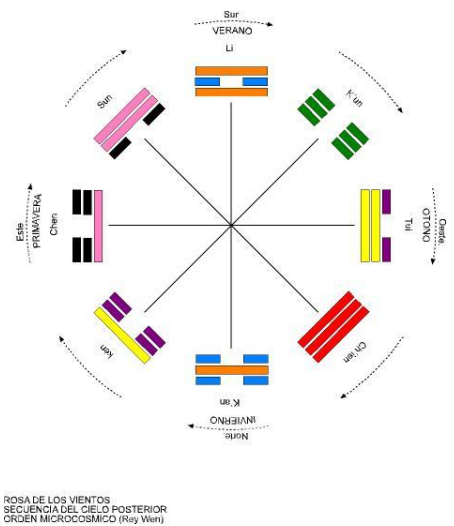 Sur
VERANO
Li
K'un
Oeste
OTOÑO
Tui
Ch'ien
K'an
INVIERNO
Norte
ken
Este
PRIMAVERA
Chen
Sun
ROSA DE LOS VIENTOS
SECUENCIA DEL CIELO POSTERIOR
ORDEN MICROCOSMICO (Rey Wen)